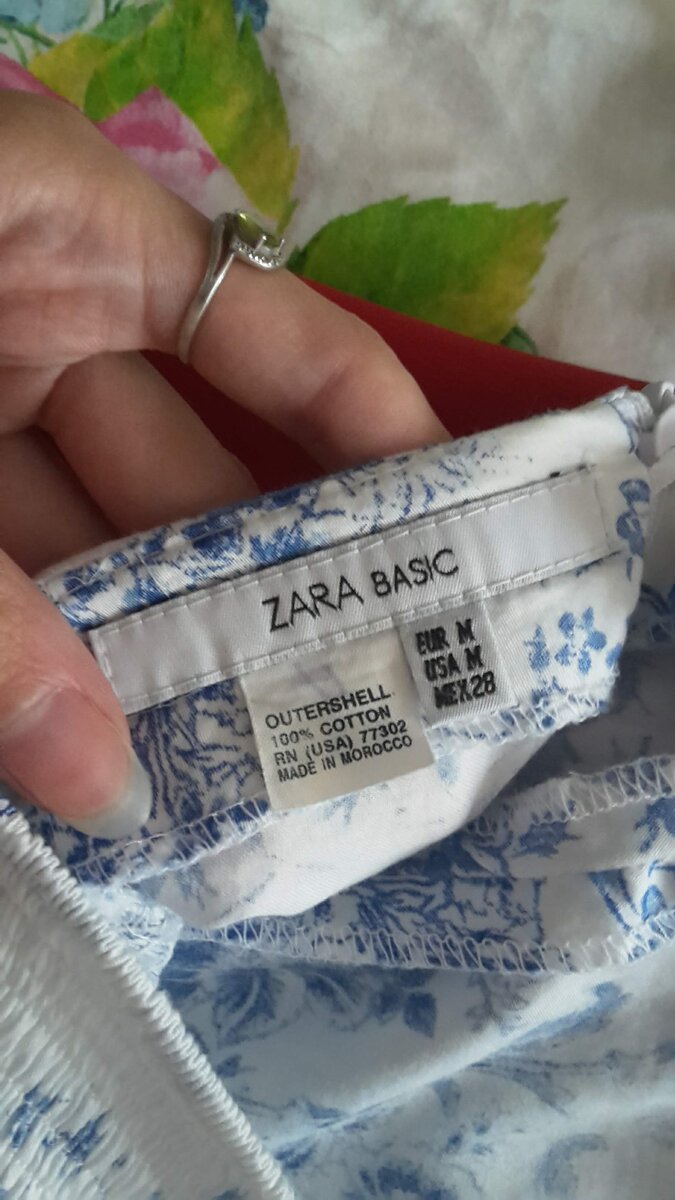 ZARA BASIC
EUR M
USA M
MEX 28
OUTERSHELL
100% COTTON
RN (USA) 77302
MADE IN MOROCCO